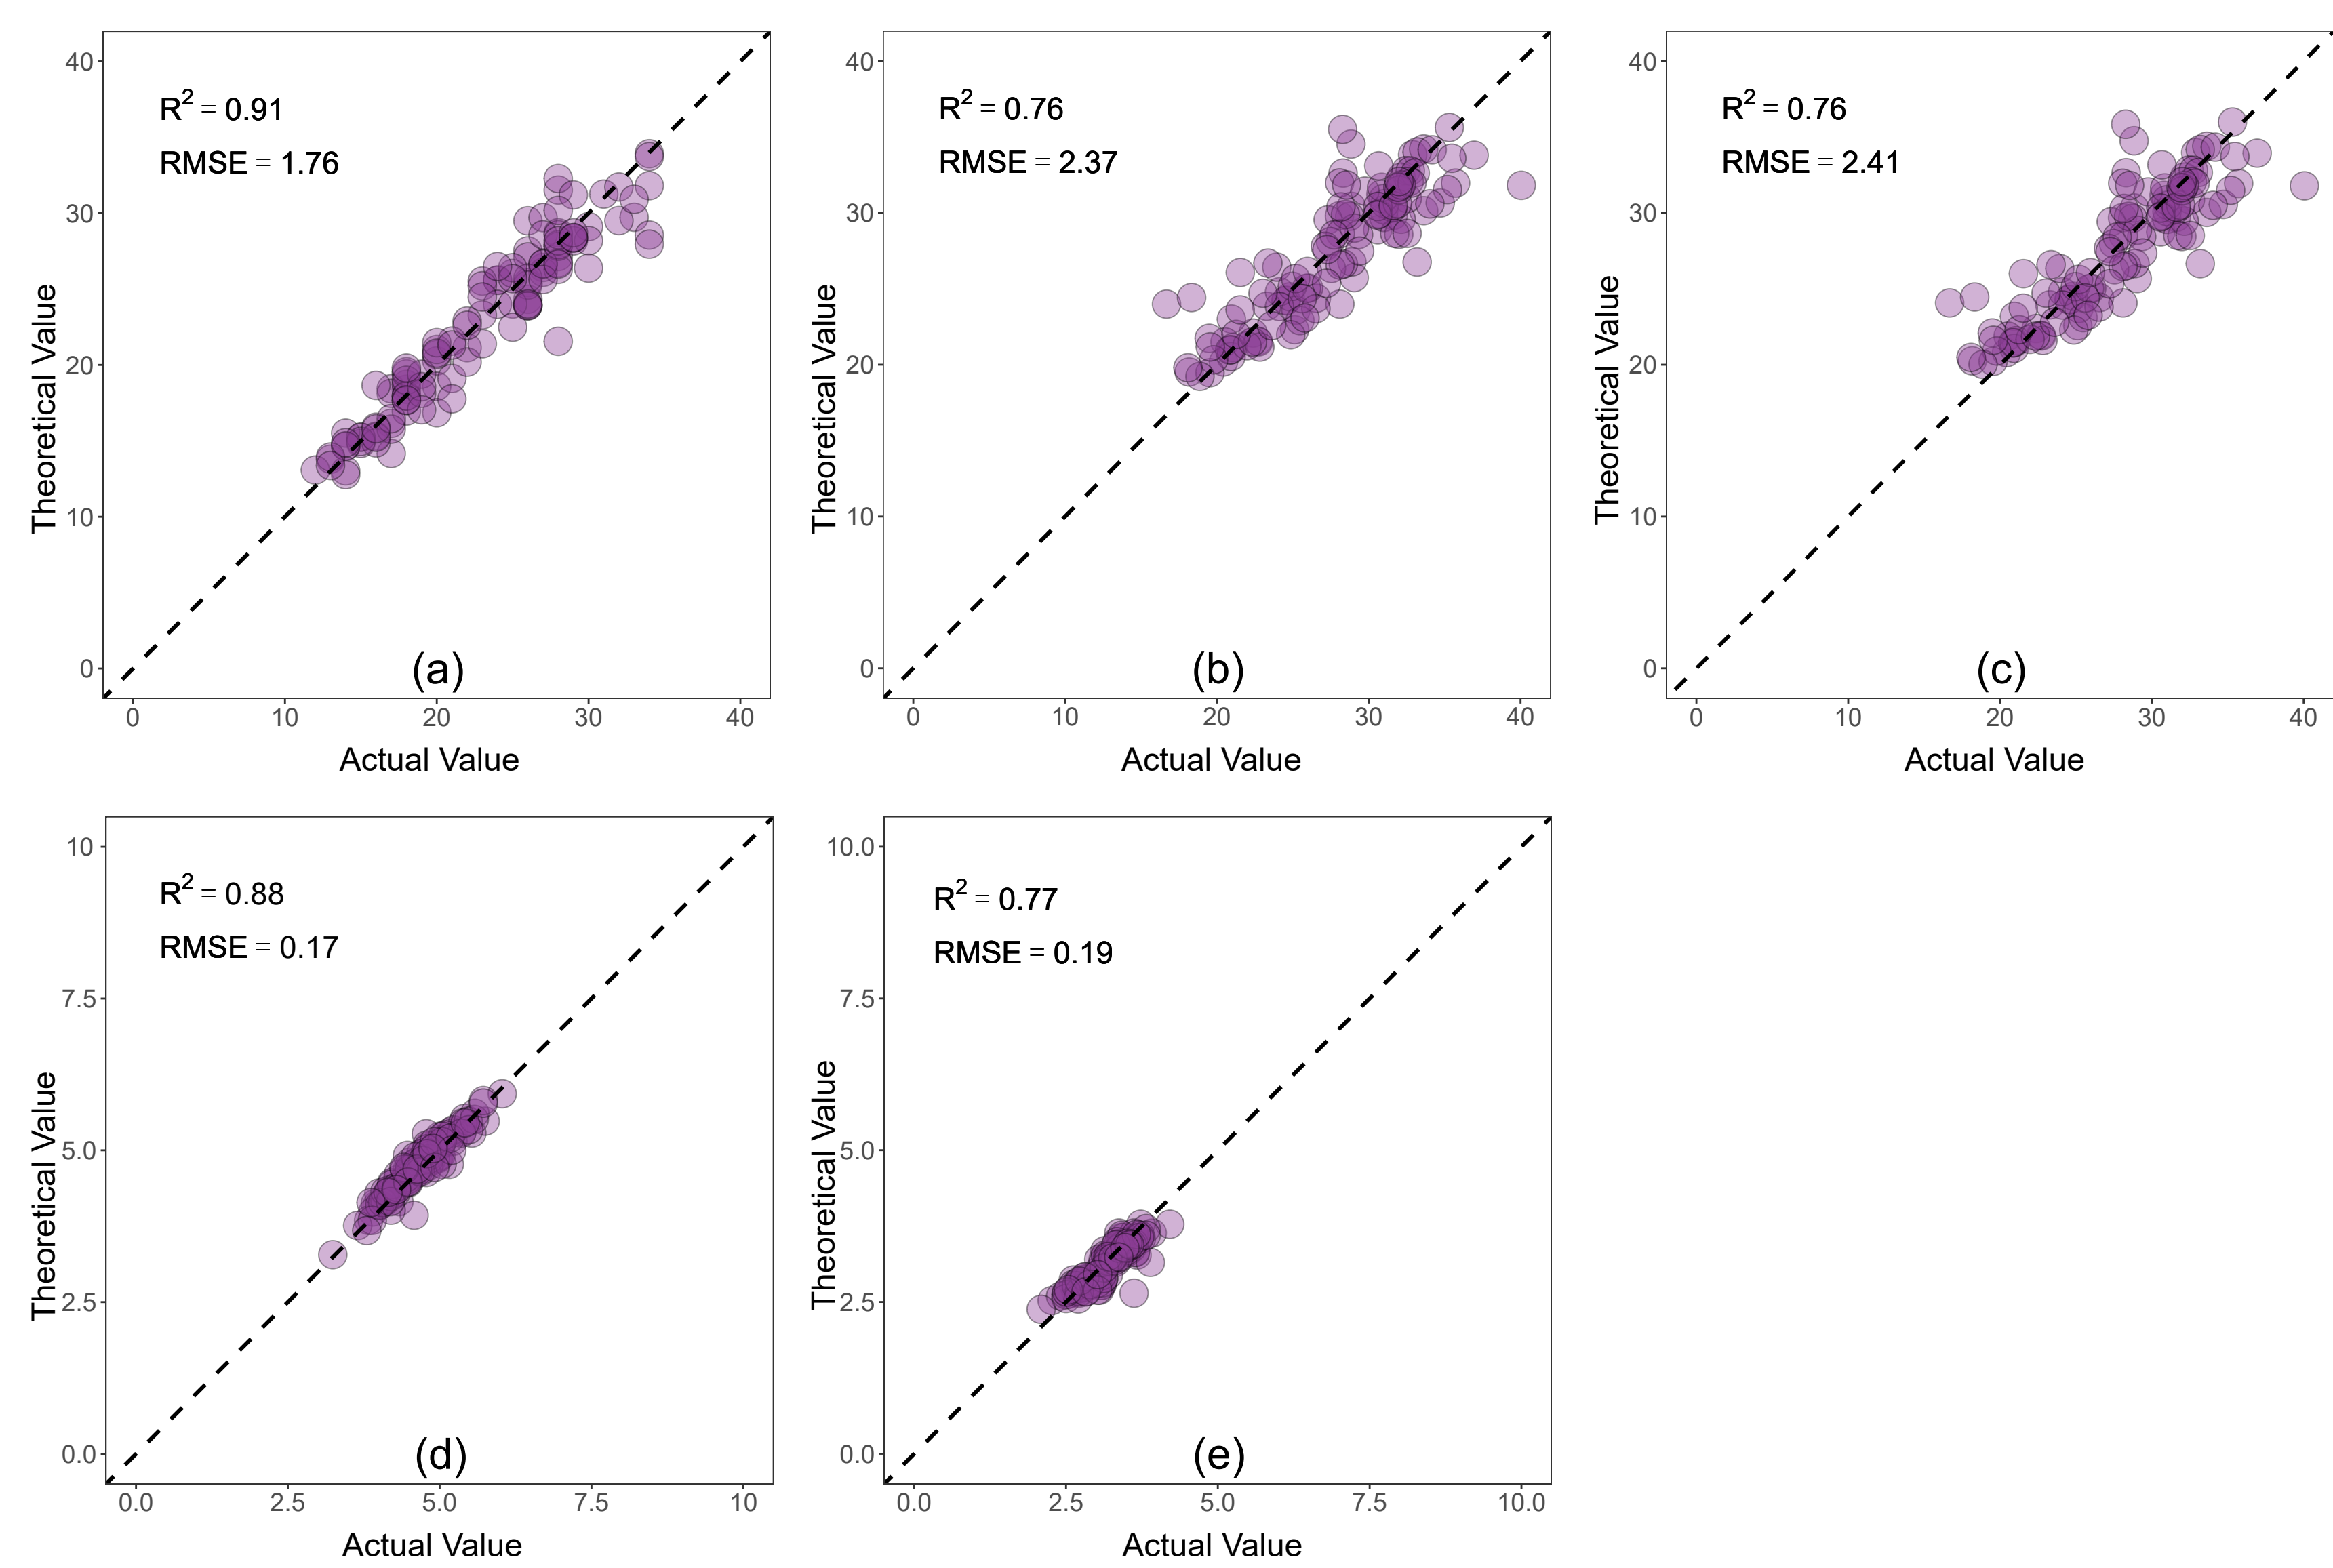 40
30
20
10
0
Theoretical Value
R² = 0.91
RMSE = 1.76
(a)
0 10 20 30 40
Actual Value
40
30
20
10
0
Theoretical Value
R² = 0.76
RMSE = 2.37
(b)
0 10 20 30 40
Actual Value
40
30
20
10
0
Theoretical Value
R² = 0.76
RMSE = 2.41
(c)
0 10 20 30 40
Actual Value
10
7.5
5.0
2.5
0.0
Theoretical Value
R² = 0.88
RMSE = 0.17
(d)
0.0 2.5 5.0 7.5 10
Actual Value
10.0
7.5
5.0
2.5
0.0
Theoretical Value
R² = 0.77
RMSE = 0.19
(e)
0.0 2.5 5.0 7.5 10.0
Actual Value